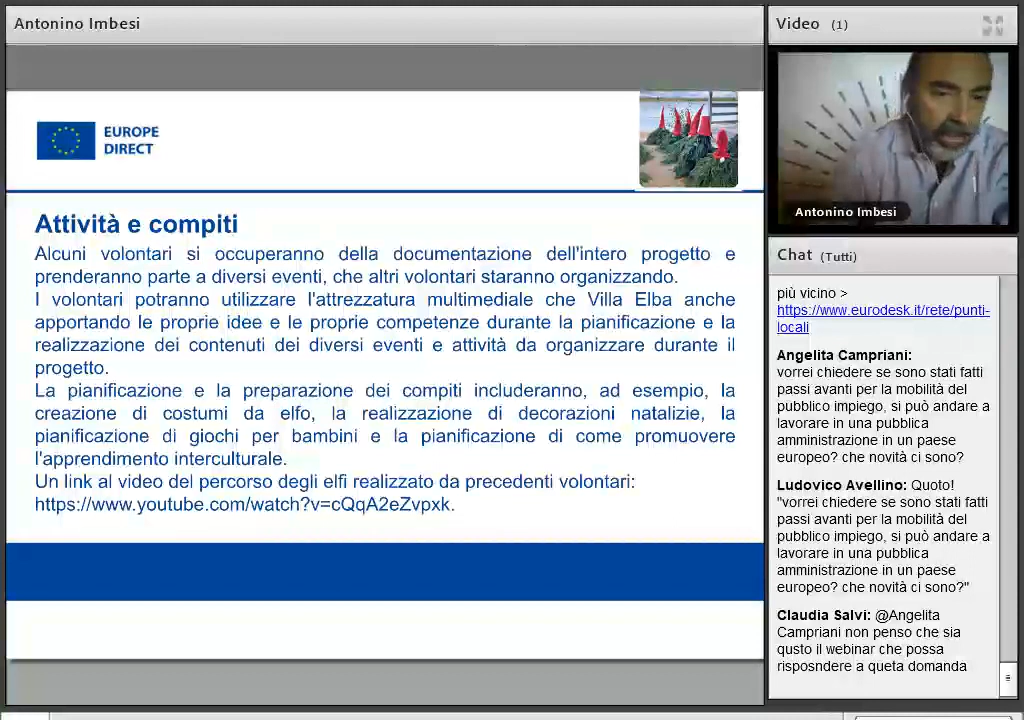 Antonino Imbesi
EUROPE
DIRECT
Attività e compiti
Alcuni volontari si occuperanno della documentazione dell'intero progetto e
prenderanno parte a diversi eventi, che altri volontari staranno organizzando.
I volontari potranno utilizzare l'attrezzatura multimediale che Villa Elba anche
apportando le proprie idee e le proprie competenze durante la pianificazione e la
realizzazione dei contenuti dei diversi eventi e attività da organizzare durante il
progetto.
La pianificazione e la preparazione dei compiti includeranno, ad esempio, la
creazione di costumi da elfo, la realizzazione di decorazioni natalizie, la
pianificazione di giochi per bambini e la pianificazione di come promuovere
l'apprendimento interculturale.
Un link al video del percorso degli elfi realizzato da precedenti volontari:
https://www.youtube.com/watch?v=cQqA2eZvpxk.
Video (1)
Antonino Imbesi
Chat (Tutti)
più vicino >
https://www.eurodesk.it/rete/punti-
locali
Angelita Campriani:
vorrei chiedere se sono stati fatti
passi avanti per la mobilità del
pubblico impiego, si può andare a
lavorare in una pubblica
amministrazione in un paese
europeo? che novità ci sono?
Ludovico Avellino: Quoto!
"vorrei chiedere se sono stati fatti
passi avanti per la mobilità del
pubblico impiego, si può andare a
lavorare in una pubblica
amministrazione in un paese
europeo? che novità ci sono?"
Claudia Salvi: @Angelita
Campriani non penso che sia
qusto il webinar che possa
risposndere a queta domanda